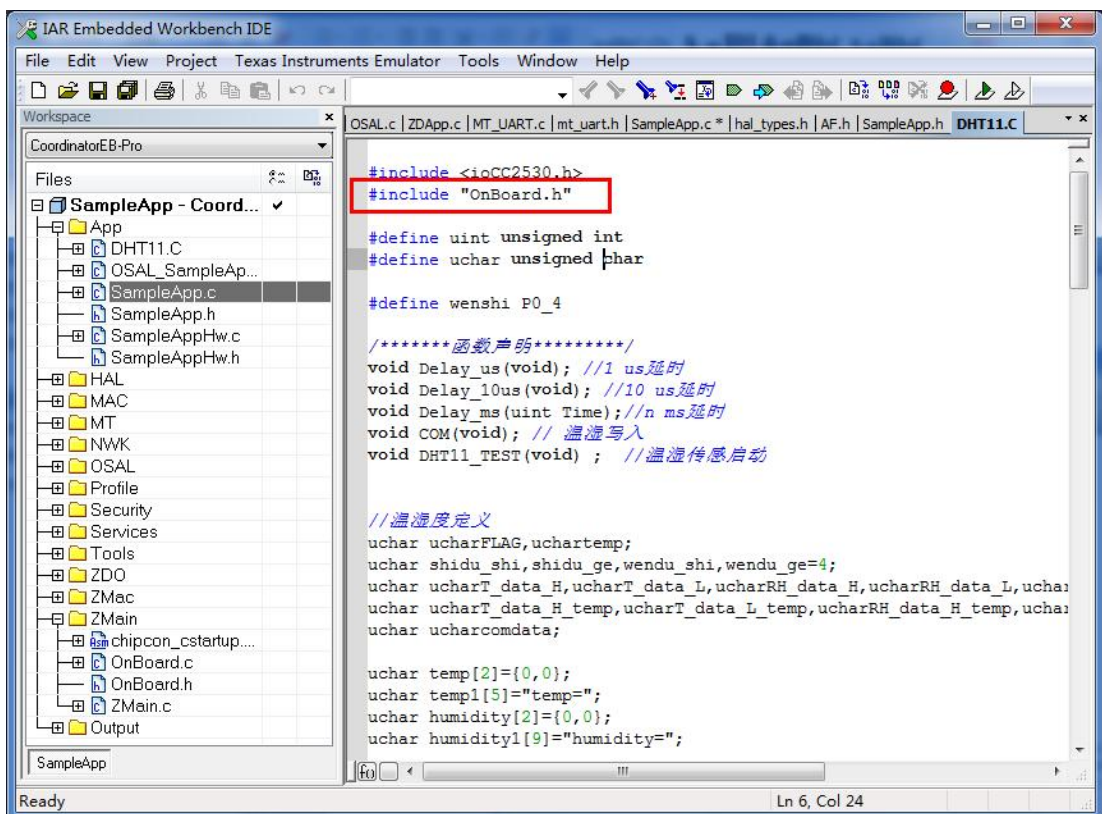 IAR Embedded Workbench IDE
File Edit View Project Texas Instruments Emulator Tools Window Help
Workspace
CoordinatorEB-Pro
Files
SampleApp - Coord...
App
DHT11.C
OSAL_SampleAp...
SampleApp.c
SampleApp.h
SampleAppHw.c
SampleAppHw.h
HAL
MAC
MT
NWK
OSAL
Profile
Security
Services
Tools
ZDO
ZMac
ZMain
chipcon_cstartup....
OnBoard.c
OnBoard.h
ZMain.c
Output
SampleApp
OSAL.c | ZDApp.c | MT_UART.c | mt_uart.h | SampleApp.c * | hal_types.h | AF.h | SampleApp.h DHT11.C
#include <ioCC2530.h>
#include "OnBoard.h"
#define uint unsigned int
#define uchar unsigned char
#define wenshi P0_4
/*******函数声明*********/
void Delay_us(void); //1 us延时
void Delay_10us(void); //10 us延时
void Delay_ms(uint Time);//n ms延时
void COM(void); // 温湿写入
void DHT11_TEST(void) ; //温湿传感启动
//温湿度定义
uchar ucharFLAG,uchartemp;
uchar shidu_shi,shidu_ge,wendu_shi,wendu_ge=4;
uchar ucharT_data_H,ucharT_data_L,ucharRH_data_H,ucharRH_data_L,uchar
uchar ucharT_data_H_temp,ucharT_data_L_temp,ucharRH_data_H_temp,uchar
uchar ucharcomdata;
uchar temp[2]={0,0};
uchar temp1[5]="temp=";
uchar humidity[2]={0,0};
uchar humidity1[9]="humidity=";
Ready
Ln 6, Col 24